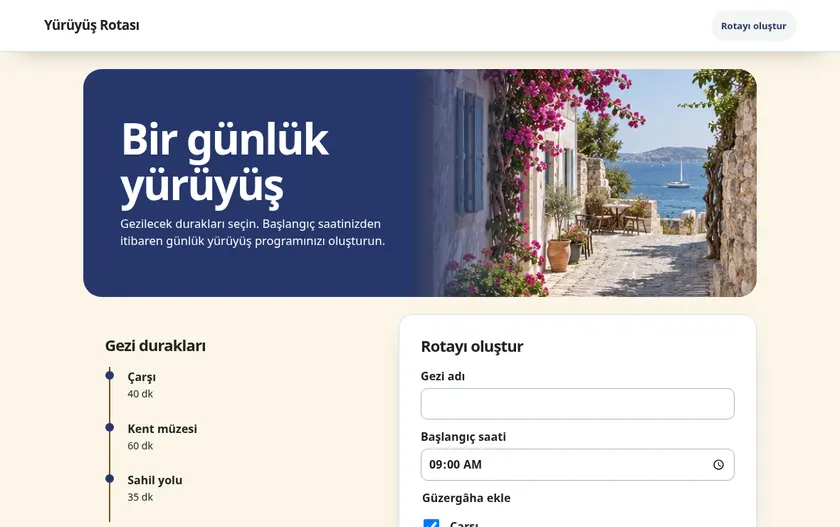 Yürüyüş Rotası
Rotayı oluştur
Bir günlük
yürüyüş
Gezilecek durakları seçin. Başlangıç saatinizden
itibaren günlük yürüyüş programınızı oluşturun.
Gezi durakları
Çarşı
40 dk
Kent müzesi
60 dk
Sahil yolu
35 dk
Rotayı oluştur
Gezi adı
Başlangıç saati
09:00 AM
Güzergâha ekle
Çarşı